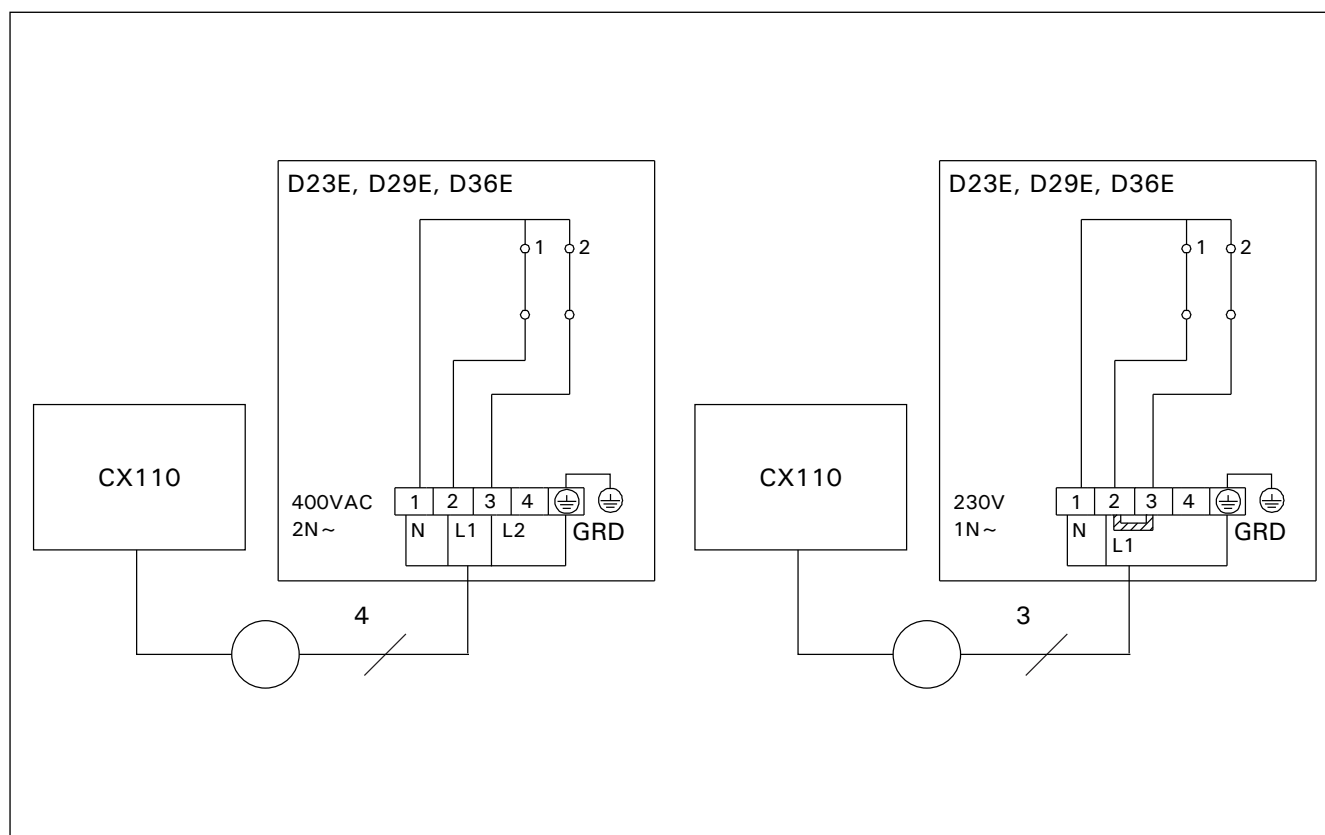 D23E, D29E, D36E
1 2
CX110
400VAC 1 2 3 4
2N~ N L1 L2 GRD
4
D23E, D29E, D36E
1 2
CX110
230V 1 2 3 4
1N~ N L1 GRD
3